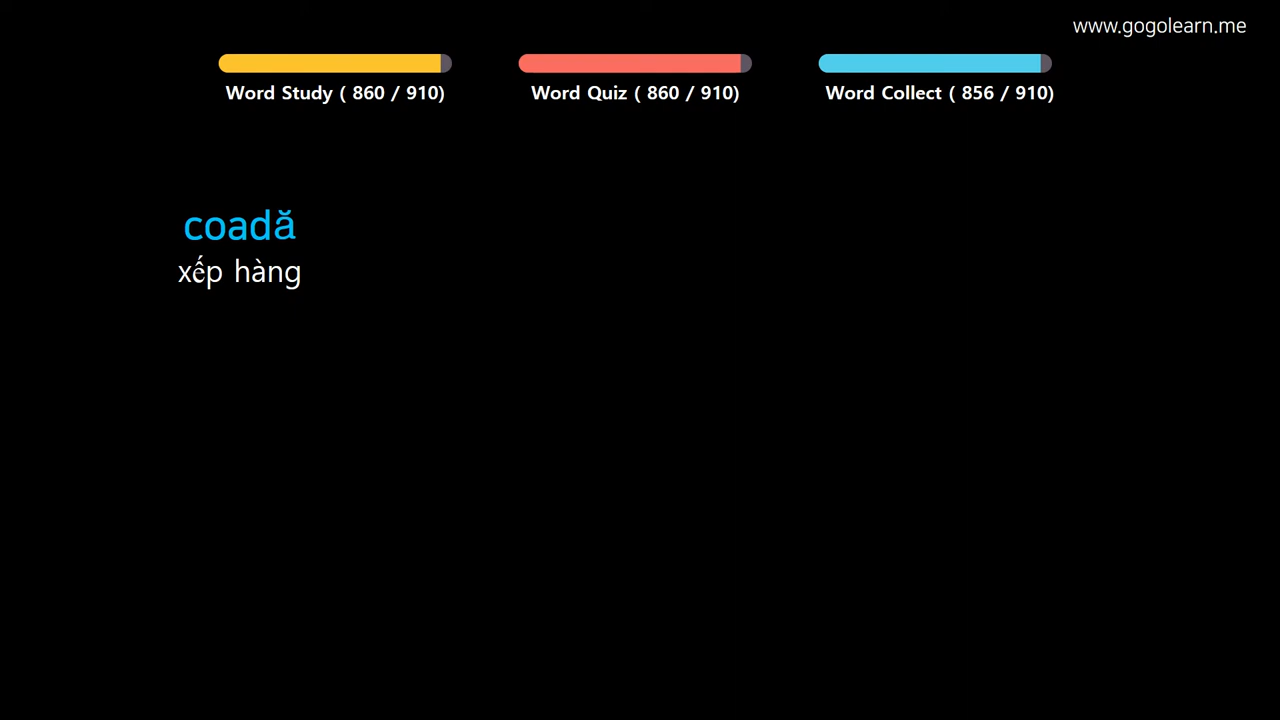 www.gogolearn.me
Word Study ( 860 / 910)
Word Quiz ( 860 / 910)
Word Collect ( 856 / 910)
coadă
xếp hàng